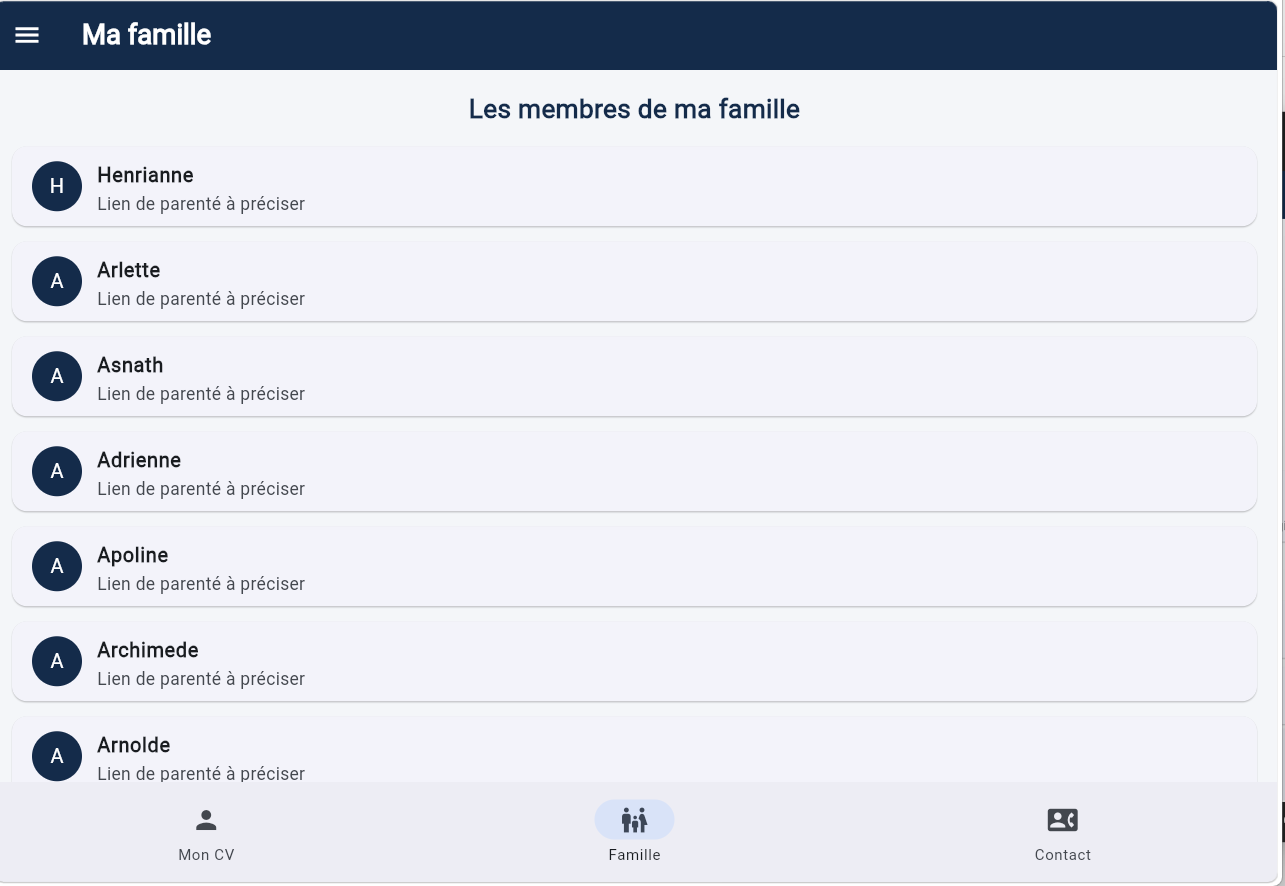 Ma famille
Les membres de ma famille
H
Henrianne
Lien de parenté à préciser
A
Arlette
Lien de parenté à préciser
A
Asnath
Lien de parenté à préciser
A
Adrienne
Lien de parenté à préciser
A
Apoline
Lien de parenté à préciser
A
Archimede
Lien de parenté à préciser
A
Arnolde
Lien de parenté à préciser
Mon CV
Famille
Contact